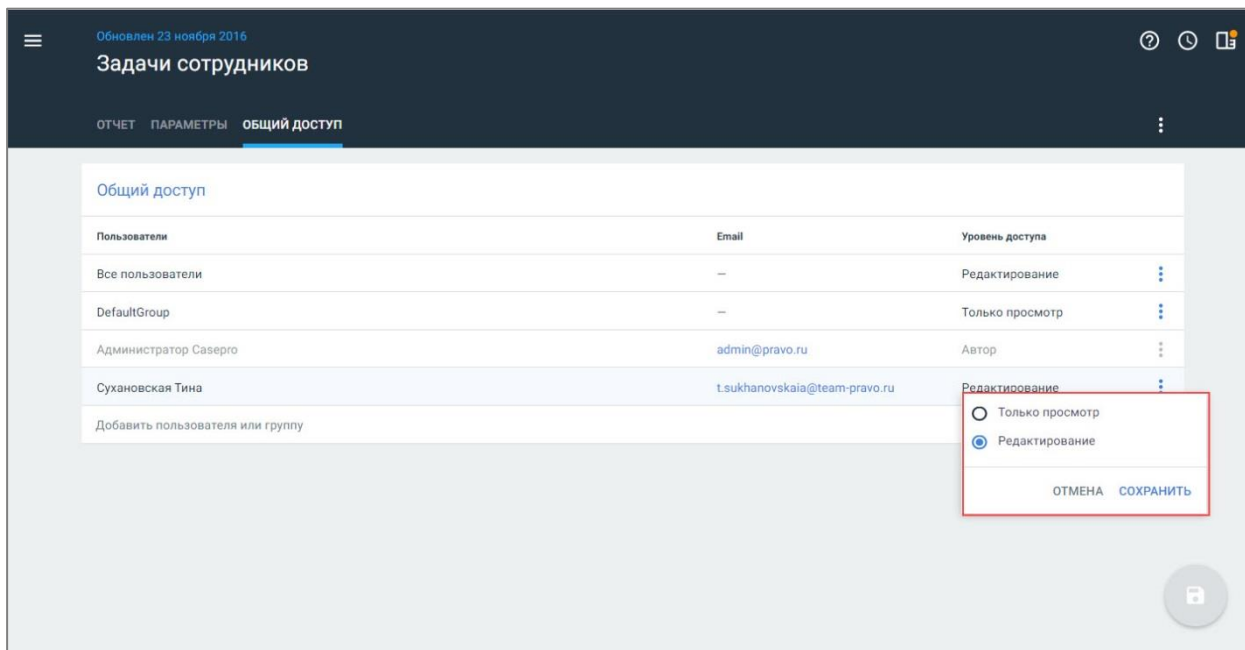 Обновлен 23 ноября 2016
Задачи сотрудников
ОТЧЕТ ПАРАМЕТРЫ ОБЩИЙ ДОСТУП
Общий доступ
Пользователи Email Уровень доступа
Все пользователи — Редактирование
DefaultGroup — Только просмотр
Администратор Casepro admin@pravo.ru Автор
Сухановская Тина t.sukhanovskaia@team-pravo.ru Редактирование
Добавить пользователя или группу
Только просмотр
Редактирование
ОТМЕНА СОХРАНИТЬ